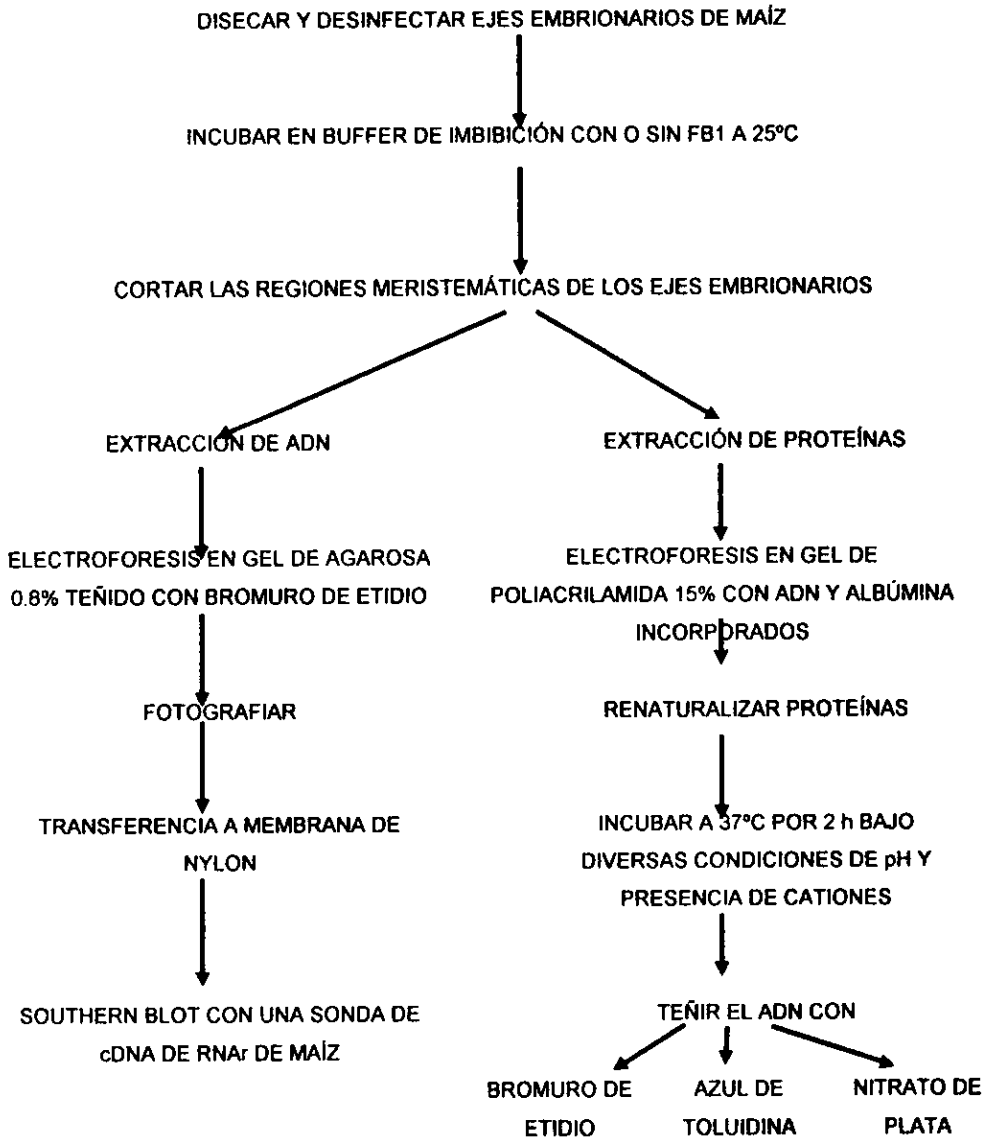 DISECAR Y DESINFECTAR EJES EMBRIONARIOS DE MAÍZ
INCUBAR EN BUFFER DE IMBIBICIÓN CON O SIN FB1 A 25ºC
CORTAR LAS REGIONES MERISTEMÁTICAS DE LOS EJES EMBRIONARIOS
EXTRACCIÓN DE ADN
ELECTROFORESIS EN GEL DE AGAROSA
0.8% TEÑIDO CON BROMURO DE ETIDIO
FOTOGRAFIAR
TRANSFERENCIA A MEMBRANA DE
NYLON
SOUTHERN BLOT CON UNA SONDA DE
cDNA DE RNAr DE MAÍZ
EXTRACCIÓN DE PROTEÍNAS
ELECTROFORESIS EN GEL DE
POLIACRILAMIDA 15% CON ADN Y ALBÚMINA
INCORPORADOS
RENATURALIZAR PROTEÍNAS
INCUBAR A 37ºC POR 2 h BAJO
DIVERSAS CONDICIONES DE pH Y
PRESENCIA DE CATIONES
TEÑIR EL ADN CON
BROMURO DE
ETIDIO
AZUL DE
TOLUIDINA
NITRATO DE
PLATA